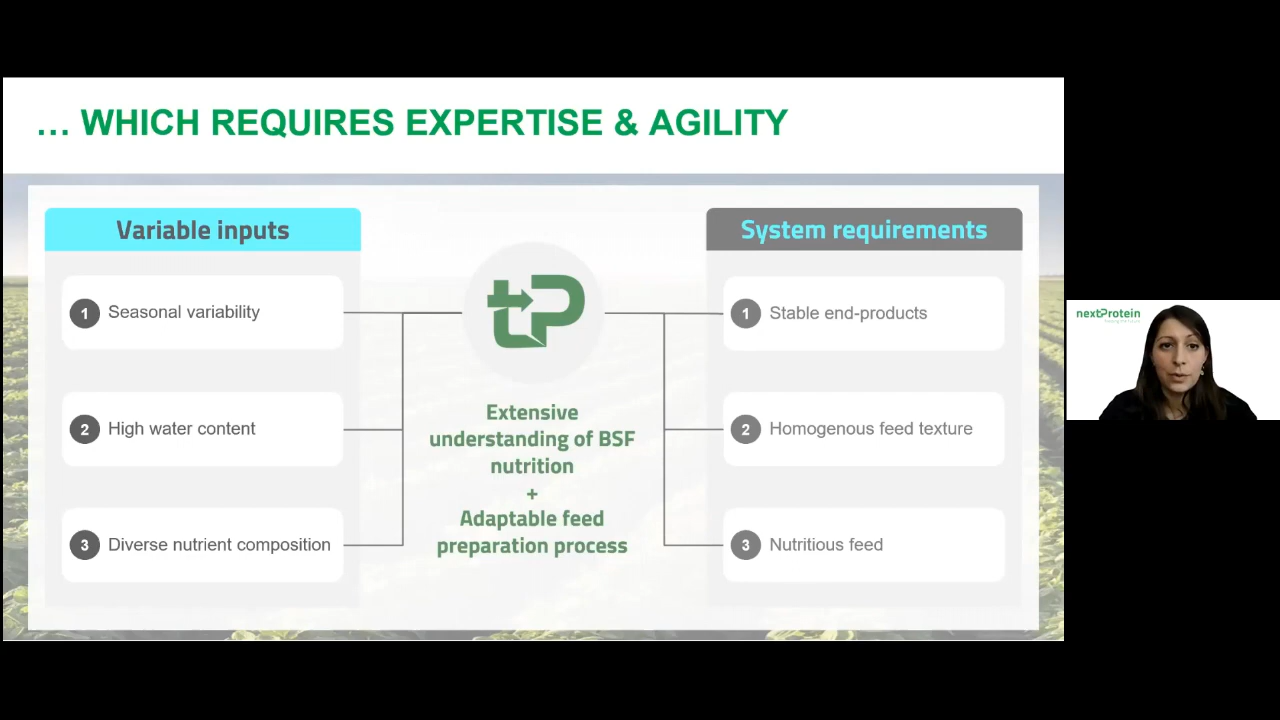 ... WHICH REQUIRES EXPERTISE & AGILITY
Variable inputs
1 Seasonal variability
2 High water content
3 Diverse nutrient composition
tP
Extensive
understanding of BSF
nutrition
+
Adaptable feed
preparation process
System requirements
1 Stable end-products
2 Homogenous feed texture
3 Nutritious feed
nextProtein